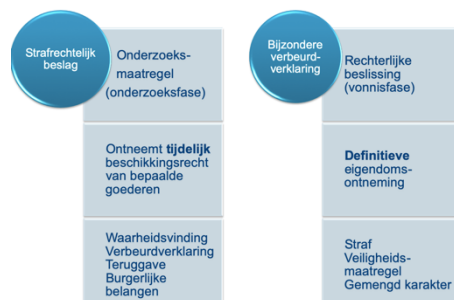 Strafrechtelijk
beslag
Onderzoeks-
maatregel
(onderzoeksfase)
Ontneemt tijdelijk
beschikkingsrecht
van bepaalde
goederen
Waarheidsvinding
Verbeurdverklaring
Teruggave
Burgerlijke
belangen
Bijzondere
verbeurd-
verklaring
Rechterlijke
beslissing
(vonnisfase)
Definitieve
eigendoms-
ontneming
Straf
Veiligheids-
maatregel
Gemengd karakter